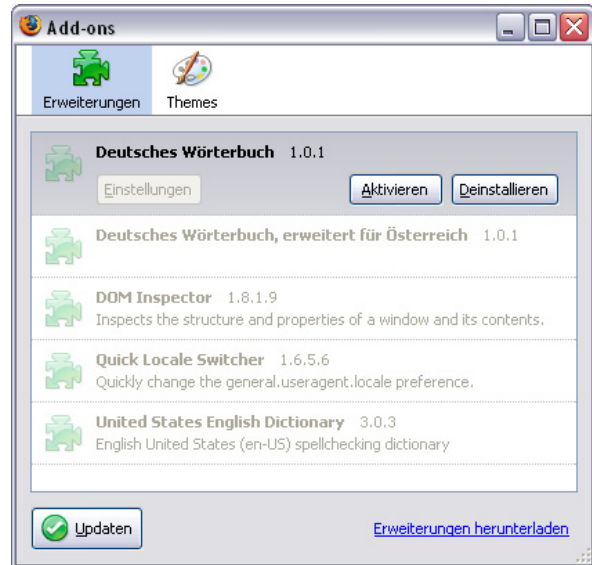 Add-ons
Erweiterungen Themes
Deutsches Wörterbuch 1.0.1
Einstellungen Aktivieren Deinstallieren
Deutsches Wörterbuch, erweitert für Österreich 1.0.1
DOM Inspector 1.8.1.9
Inspects the structure and properties of a window and its contents.
Quick Locale Switcher 1.6.5.6
Quickly change the general.useragent.locale preference.
United States English Dictionary 3.0.3
English United States (en-US) spellchecking dictionary
Updaten Erweiterungen herunterladen